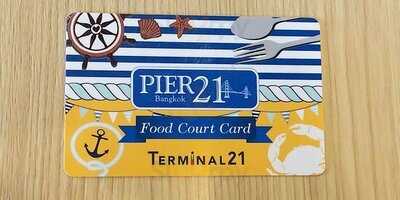 PIER21
Bangkok
Food Court Card
TERMINAL21